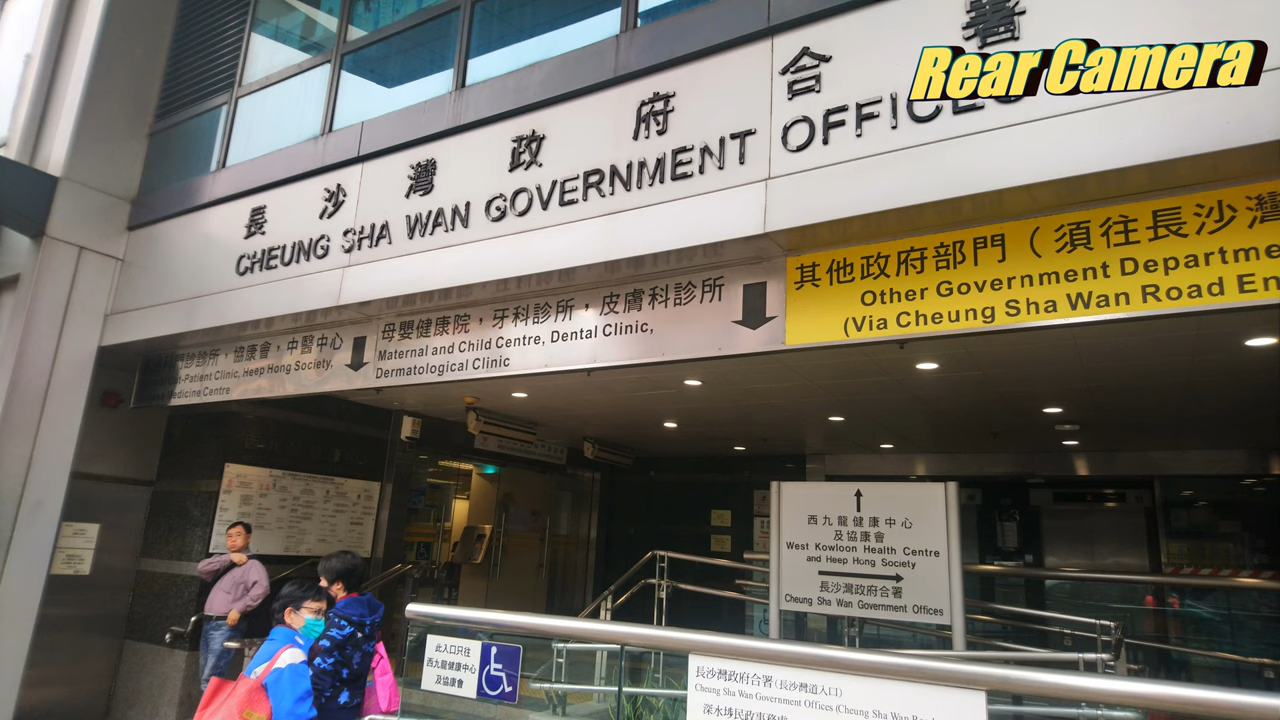 Rear Camera
長沙灣政府合署
CHEUNG SHA WAN GOVERNMENT OFFICES
診所，協康會，中醫中心
Patient Clinic, Heep Hong Society,
Medicine Centre
母嬰健康院，牙科診所，皮膚科診所
Maternal and Child Centre, Dental Clinic,
Dermatological Clinic
其他政府部門（須往長沙灣
Other Government Departme
(Via Cheung Sha Wan Road En
西九龍健康中心
及協康會
West Kowloon Health Centre
and Heep Hong Society
長沙灣政府合署
Cheung Sha Wan Government Offices
此入口只往
西九龍健康中心
及協康會
長沙灣政府合署（長沙灣道入口）
Cheung Sha Wan Government Offices (Cheung Sha Wan
深水埗民政事務處